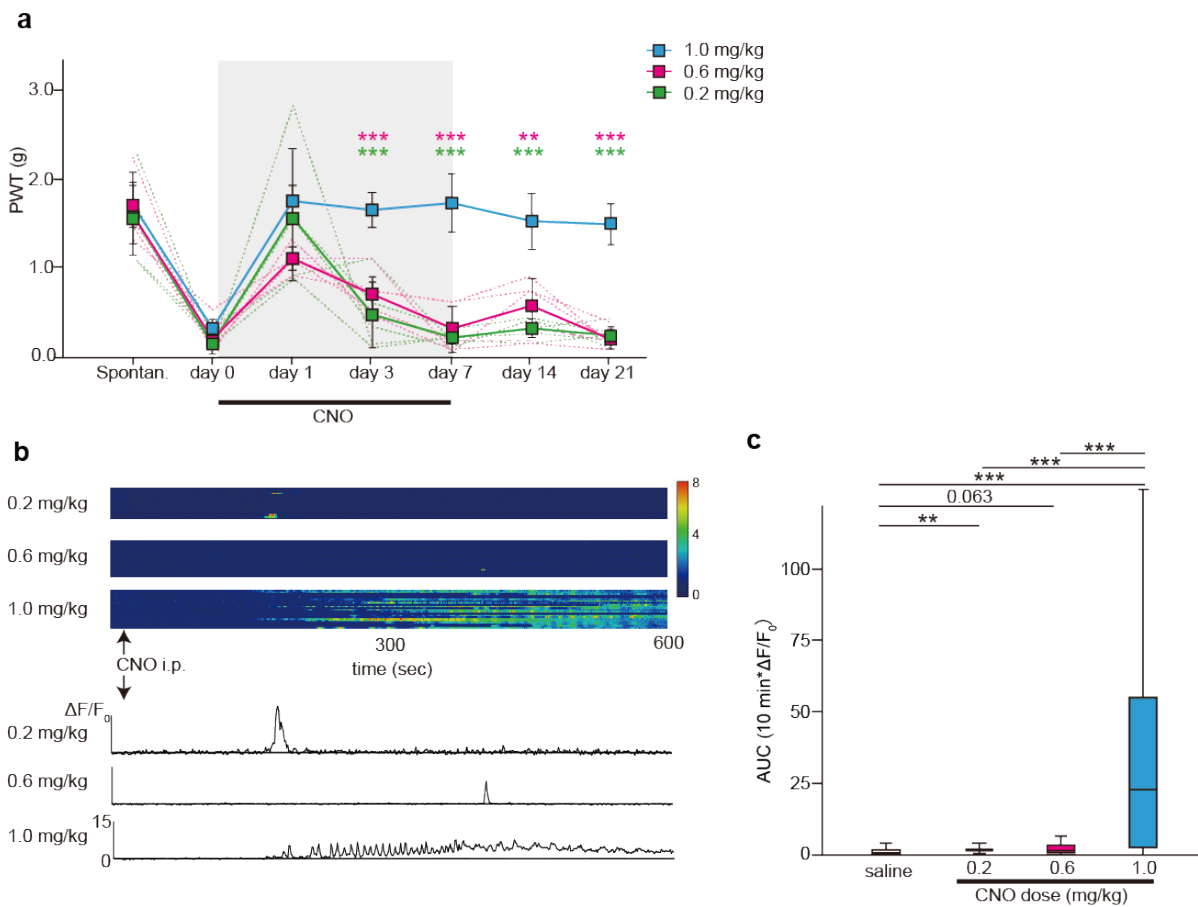 a
1.0 mg/kg
0.6 mg/kg
0.2 mg/kg
3.0
2.0
1.0
0.0
PWT (g)
*** *** ** ***
*** *** *** ***
Spontan. day 0 day 1 day 3 day 7 day 14 day 21
CNO
b
0.2 mg/kg
0.6 mg/kg
1.0 mg/kg
8
4
0
300 600
CNO i.p.
time (sec)
ΔF/F0
0.2 mg/kg
0.6 mg/kg
15
1.0 mg/kg
0
c
***
***
***
0.063
**
100
75
50
25
0
AUC (10 min*ΔF/F0)
saline 0.2 0.6 1.0
CNO dose (mg/kg)